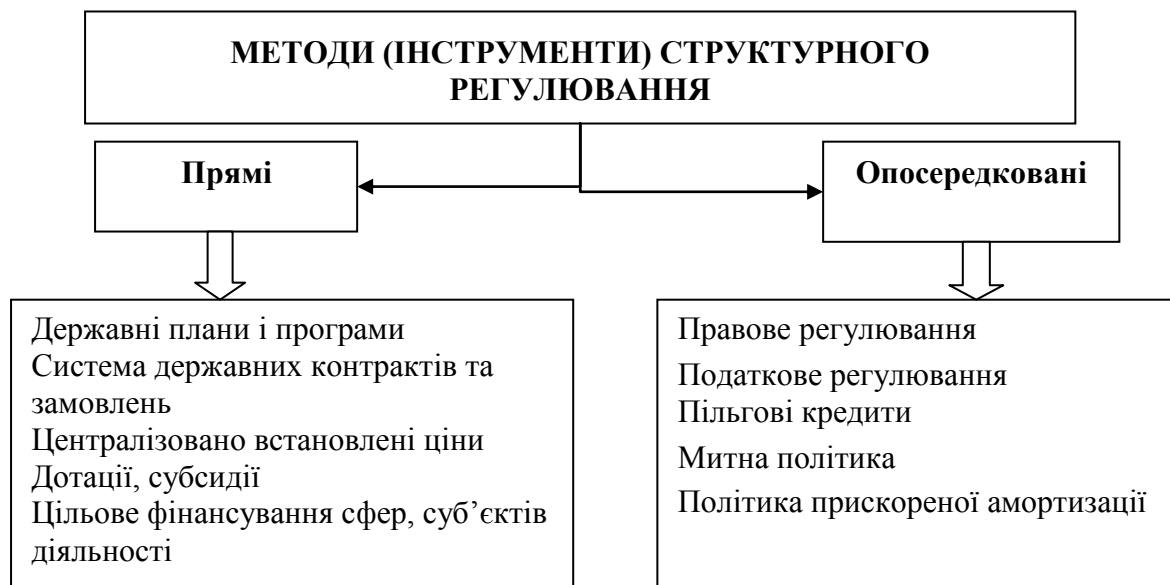 МЕТОДИ (ІНСТРУМЕНТИ) СТРУКТУРНОГО
РЕГУЛЮВАННЯ
Прямі
Опосередковані
Державні плани і програми
Система державних контрактів та
замовлень
Централізовано встановлені ціни
Дотації, субсидії
Цільове фінансування сфер, суб’єктів
діяльності
Правове регулювання
Податкове регулювання
Пільгові кредити
Митна політика
Політика прискореної амортизації